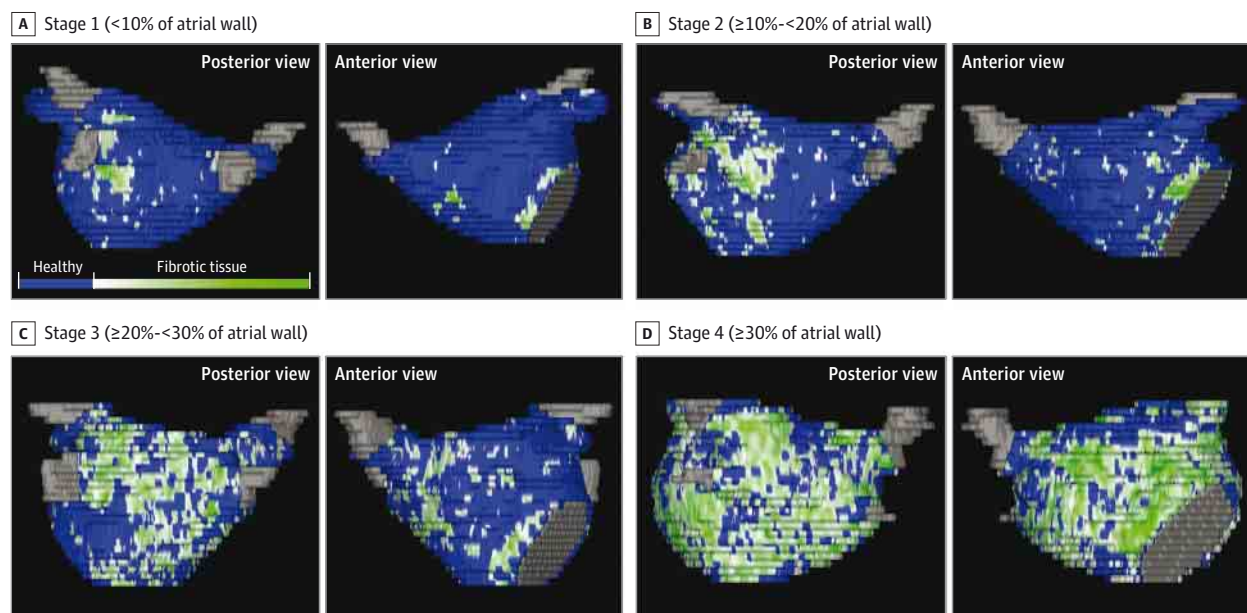 A Stage 1 (<10% of atrial wall)
Posterior view
Anterior view
Healthy
Fibrotic tissue
B Stage 2 (≥10%-<20% of atrial wall)
Posterior view
Anterior view
C Stage 3 (≥20%-<30% of atrial wall)
Posterior view
Anterior view
D Stage 4 (≥30% of atrial wall)
Posterior view
Anterior view